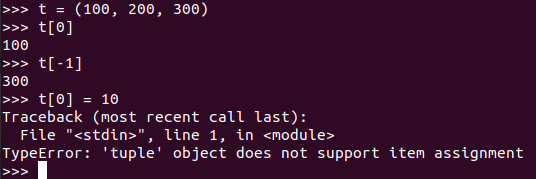 >>> t = (100, 200, 300)
>>> t[0]
100
>>> t[-1]
300
>>> t[0] = 10
Traceback (most recent call last):
  File "<stdin>", line 1, in <module>
TypeError: 'tuple' object does not support item assignment
>>>